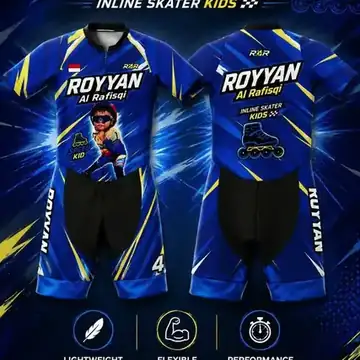 INLINE SKATER KIDS
RAR
ROYYAN
Al Rafisqi
KID
ROYYAN
4
RAR
ROYYAN
Al Rafisqi
INLINE SKATER
KIDS
ROYYAN
LIGHTWEIGHT
FLEXIBLE
PERFORMANCE